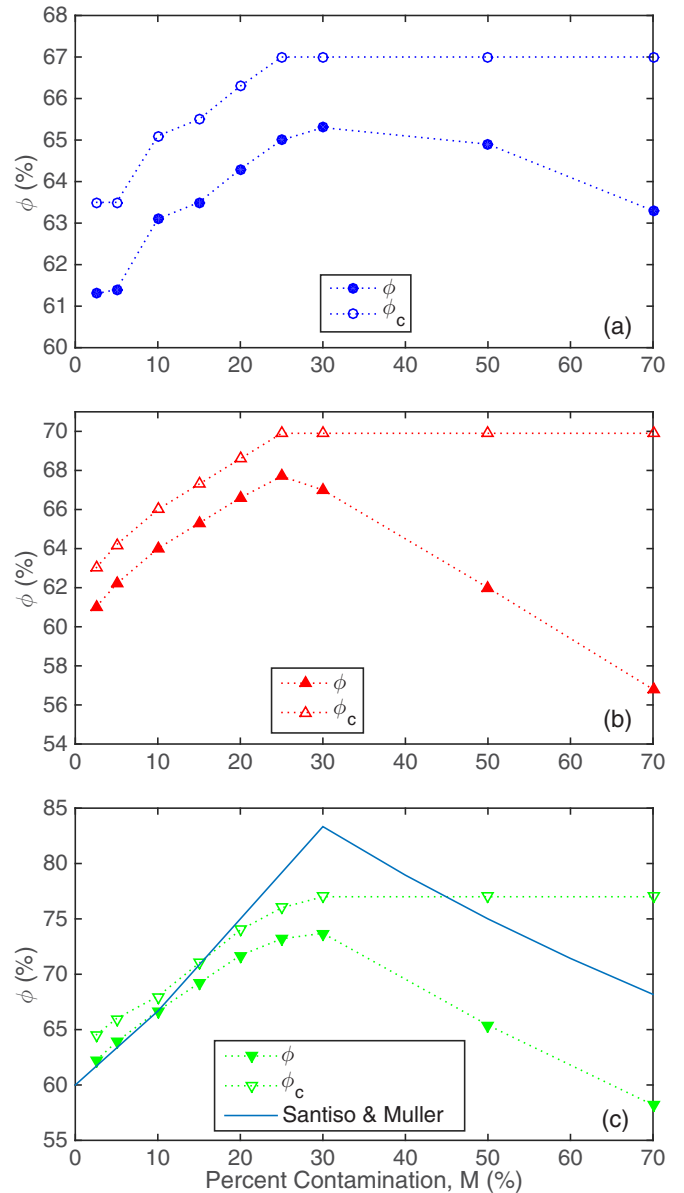 68
67
66
65
64
63
62
61
60
ϕ (%)
ϕ
ϕc
(a)
0 10 20 30 40 50 60 70
70
68
66
64
62
60
58
56
54
ϕ (%)
ϕ
ϕc
(b)
0 10 20 30 40 50 60 70
85
80
75
70
65
60
55
ϕ (%)
ϕ
ϕc
Santiso & Muller
(c)
0 10 20 30 40 50 60 70
Percent Contamination, M (%)